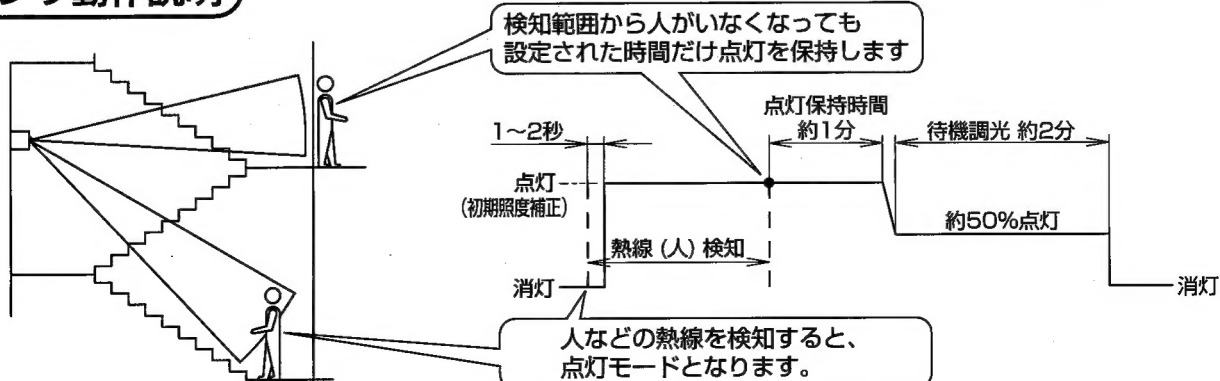 動作説明
検知範囲から人がいなくなっても
設定された時間だけ点灯を保持します
点灯保持時間
1〜2秒
約1分
待機調光 約2分
点灯
(初期照度補正)
約50%点灯
熱線(人)検知
消灯
消灯
人などの熱線を検知すると、
点灯モードとなります。